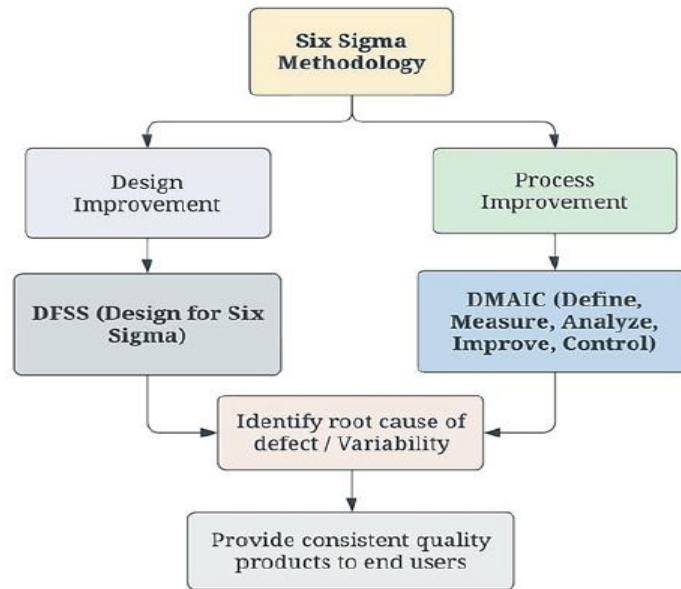 Six Sigma
Methodology
Design
Improvement
Process
Improvement
DFSS (Design for Six
Sigma)
DMAIC (Define,
Measure, Analyze,
Improve, Control)
Identify root cause of
defect / Variability
Provide consistent quality
products to end users